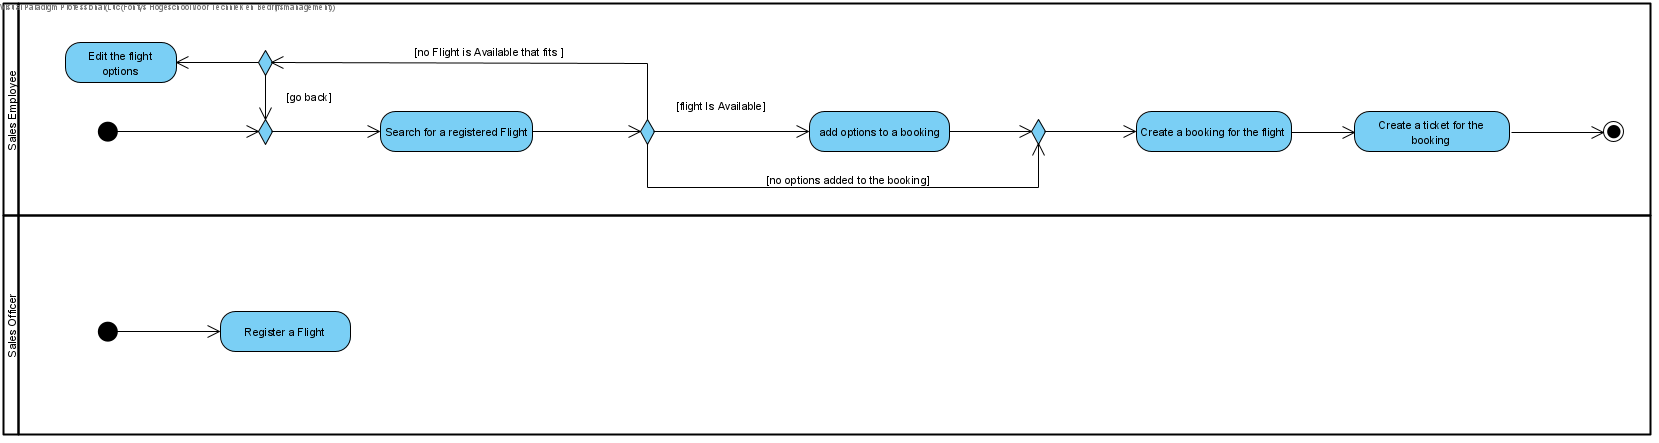 Visual Paradigm Professional(Luc(Fontys Hogeschool voor Techniek en Bedrijfsmanagement))
Sales Employee
Edit the flight
options
[no Flight is Available that fits ]
[go back]
[flight Is Available]
Search for a registered Flight
add options to a booking
Create a booking for the flight
Create a ticket for the
booking
[no options added to the booking]
Sales Officer
Register a Flight